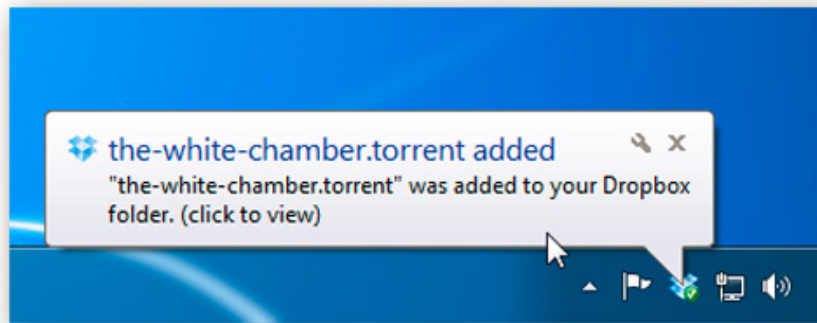 the-white-chamber.torrent added
"the-white-chamber.torrent" was added to your Dropbox
folder. (click to view)